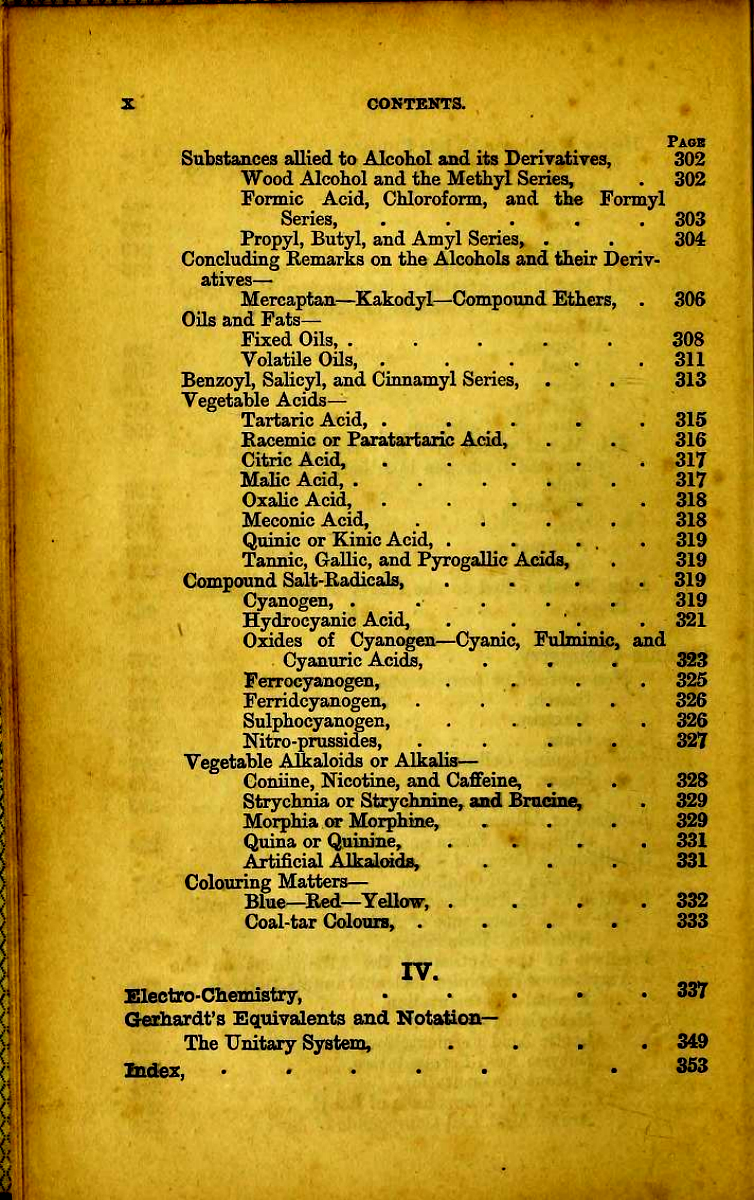 X CONTENTS.
PAGE
Substances allied to Alcohol and its Derivatives, 302
Wood Alcohol and the Methyl Series, . 302
Formic Acid, Chloroform, and the Formyl
Series, . . . . . 303
Propyl, Butyl, and Amyl Series, . . 304
Concluding Remarks on the Alcohols and their Deriv-
atives—
Mercaptan—Kakodyl—Compound Ethers, . 306
Oils and Fats—
Fixed Oils, . . . . . 308
Volatile Oils, . . . . . 311
Benzoyl, Salicyl, and Cinnamyl Series, . . 313
Vegetable Acids—
Tartaric Acid, . . . . . 315
Racemic or Paratartaric Acid, . . 316
Citric Acid, . . . . . 317
Malic Acid, . . . . . 317
Oxalic Acid, . . . . . 318
Meconic Acid, . . . . 318
Quinic or Kinic Acid, . . . . 319
Tannic, Gallic, and Pyrogallic Acids, . 319
Compound Salt-Radicals, . . . . 319
Cyanogen, . . . . . 319
Hydrocyanic Acid, . . . . 321
Oxides of Cyanogen—Cyanic, Fulminic, and
Cyanuric Acids, . . . 323
Ferrocyanogen, . . . . 325
Ferridcyanogen, . . . . 326
Sulphocyanogen, . . . . 326
Nitro-prussides, . . . . 327
Vegetable Alkaloids or Alkalis—
Coniine, Nicotine, and Caffeine, . . 328
Strychnia or Strychnine, and Brucine, . 329
Morphia or Morphine, . . . 329
Quina or Quinine, . . . . 331
Artificial Alkaloids, . . . 331
Colouring Matters—
Blue—Red—Yellow, . . . . 332
Coal-tar Colours, . . . . 333
IV.
Electro-Chemistry, . . . . . 337
Gerhardt's Equivalents and Notation—
The Unitary System, . . . . 349
Index, . . . . . . 353